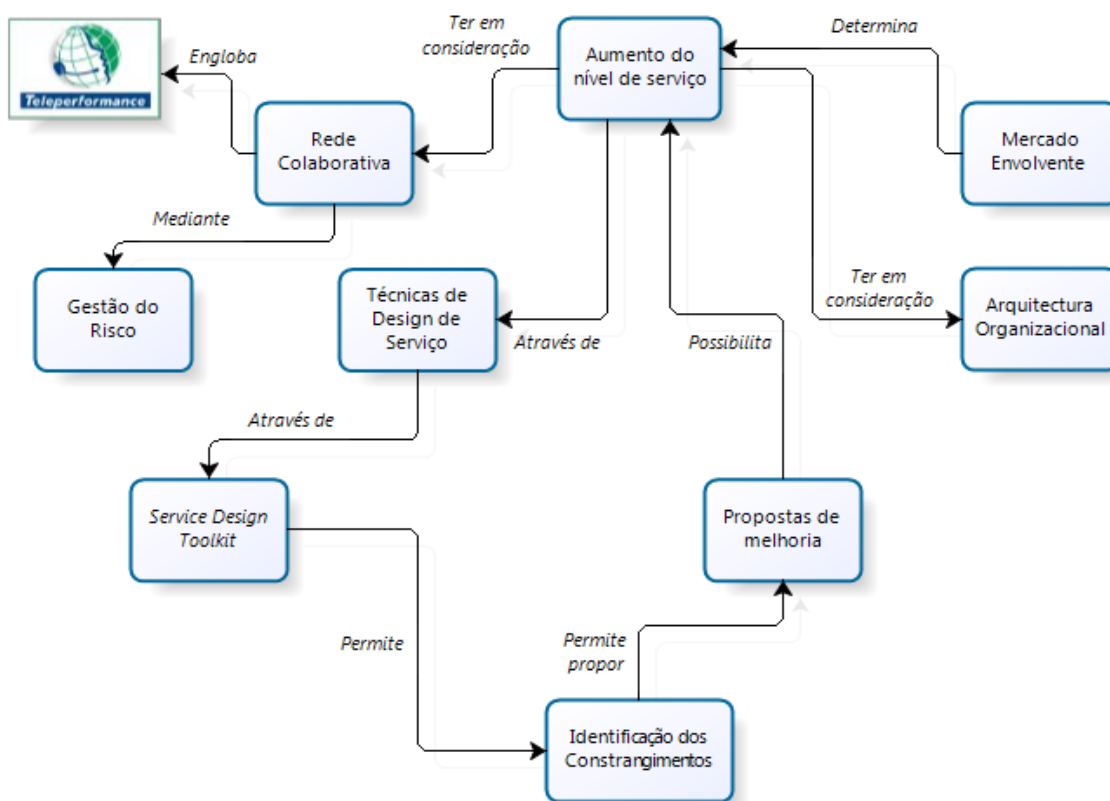 Teleperformance
Engloba
Ter em
consideração
Aumento do
nível de serviço
Determina
Rede
Colaborativa
Mercado
Envolvente
Mediante
Gestão do
Risco
Técnicas de
Design de
Serviço
Através de
Possibilita
Ter em
consideração
Arquitectura
Organizacional
Através de
Service Design
Toolkit
Propostas de
melhoria
Permite
Permite
propor
Identificação dos
Constrangimentos